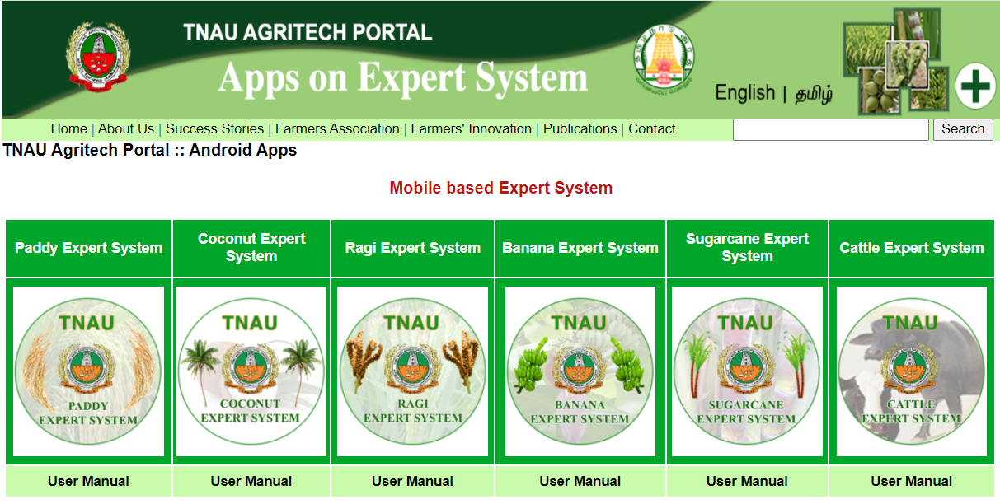 TNAU AGRITECH PORTAL
Apps on Expert System
English | தமிழ்
Home | About Us | Success Stories | Farmers Association | Farmers' Innovation | Publications | Contact
Search
TNAU Agritech Portal :: Android Apps
Mobile based Expert System
Paddy Expert System
Coconut Expert
System
Ragi Expert System
Banana Expert System
Sugarcane Expert
System
Cattle Expert System
TNAU
PADDY
EXPERT SYSTEM
TNAU
COCONUT
EXPERT SYSTEM
TNAU
RAGI
EXPERT SYSTEM
TNAU
BANANA
EXPERT SYSTEM
TNAU
SUGARCANE
EXPERT SYSTEM
TNAU
CATTLE
EXPERT SYSTEM
User Manual
User Manual
User Manual
User Manual
User Manual
User Manual